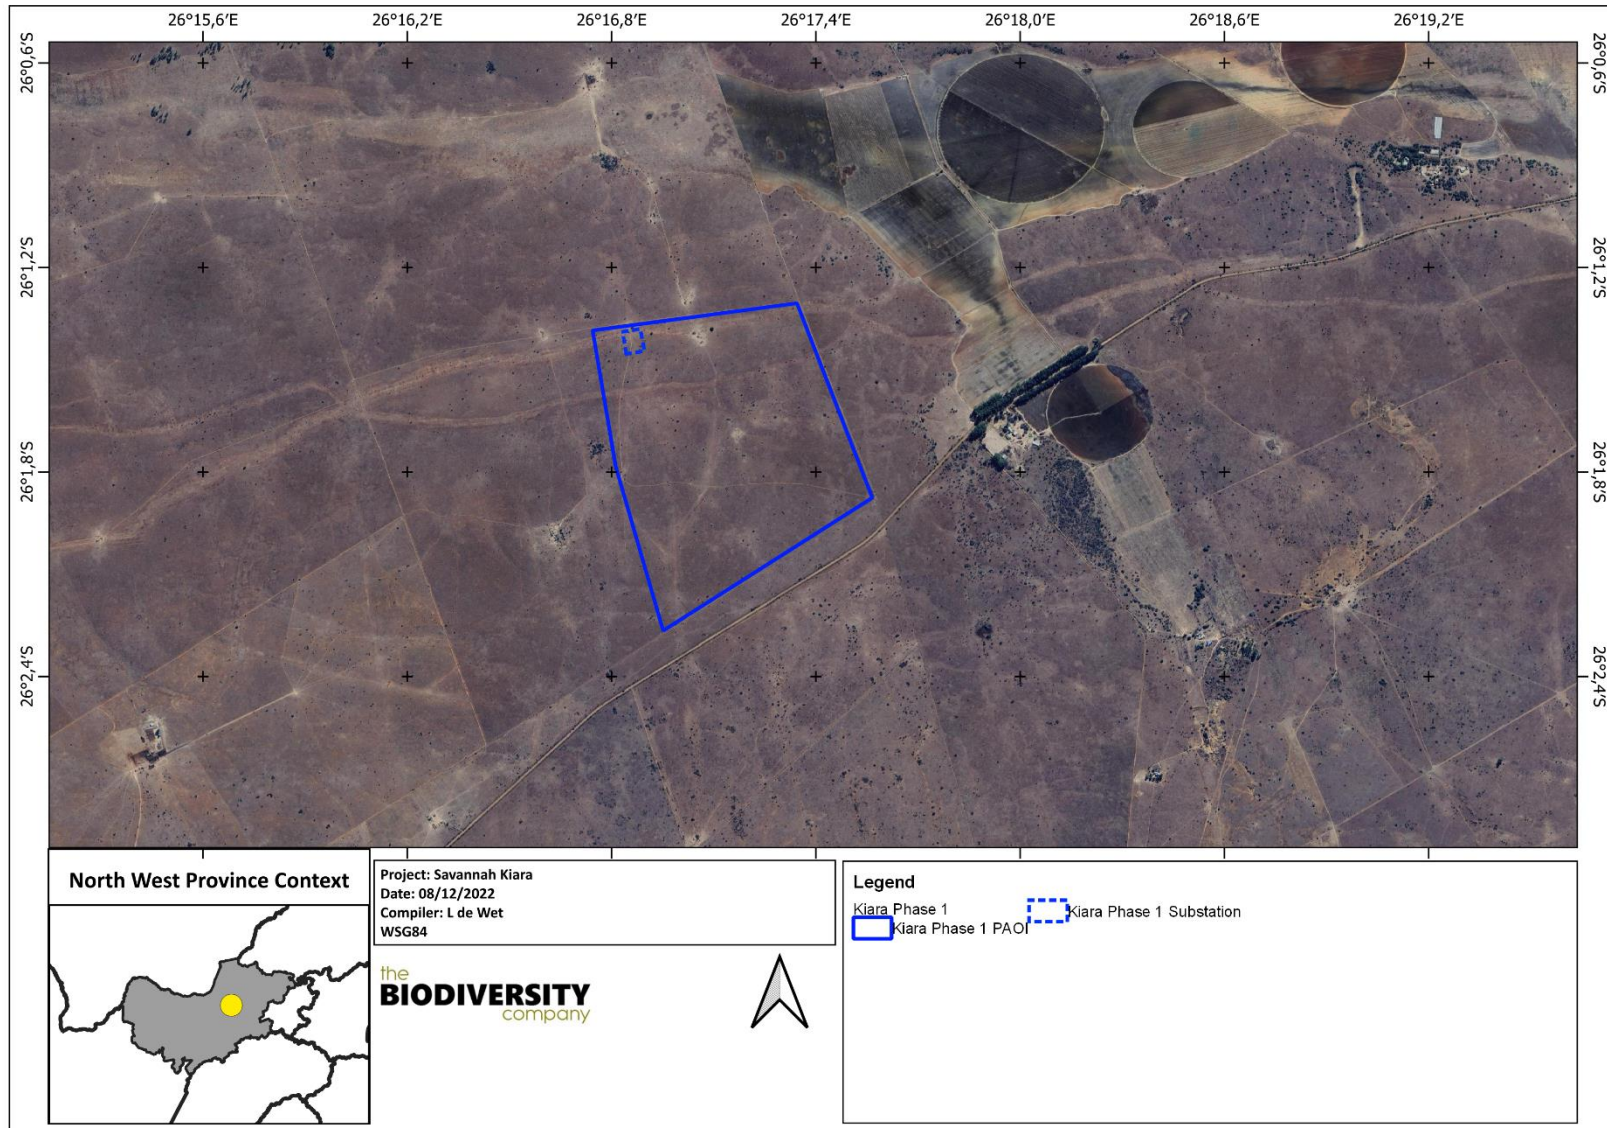 26°15,6'E 26°16,2'E 26°16,8'E 26°17,4'E 26°18,0'E 26°18,6'E 26°19,2'E
26°0,6'S 26°0,6'S
26°1,2'S 26°1,2'S
26°1,8'S 26°1,8'S
26°2,4'S 26°2,4'S
North West Province Context
Project: Savannah Kiara
Date: 08/12/2022
Compiler: L de Wet
WSG84
the
BIODIVERSITY
company
Legend
Kiara Phase 1
Kiara Phase 1 PAOI
Kiara Phase 1 Substation